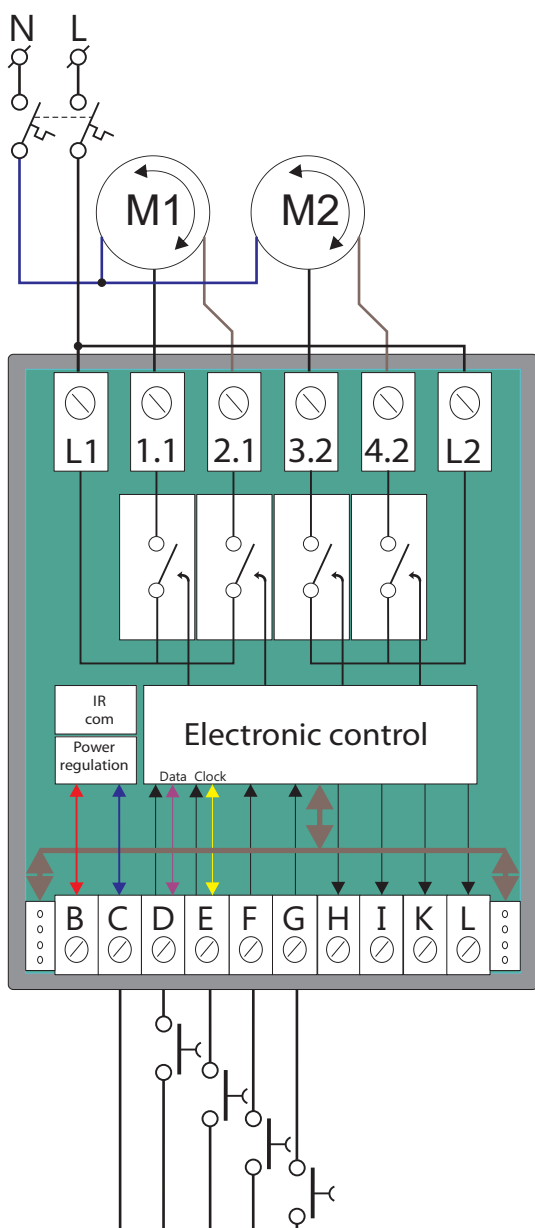 N L
M1 M2
L1 1.1 2.1 3.2 4.2 L2
IR
com
Power
regulation
Electronic control
Data Clock
B C D E F G H I K L